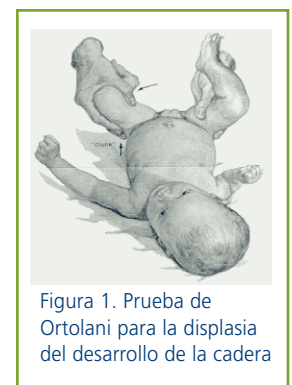 "clunk"
Figura 1. Prueba de
Ortolani para la displasia
del desarrollo de la cadera